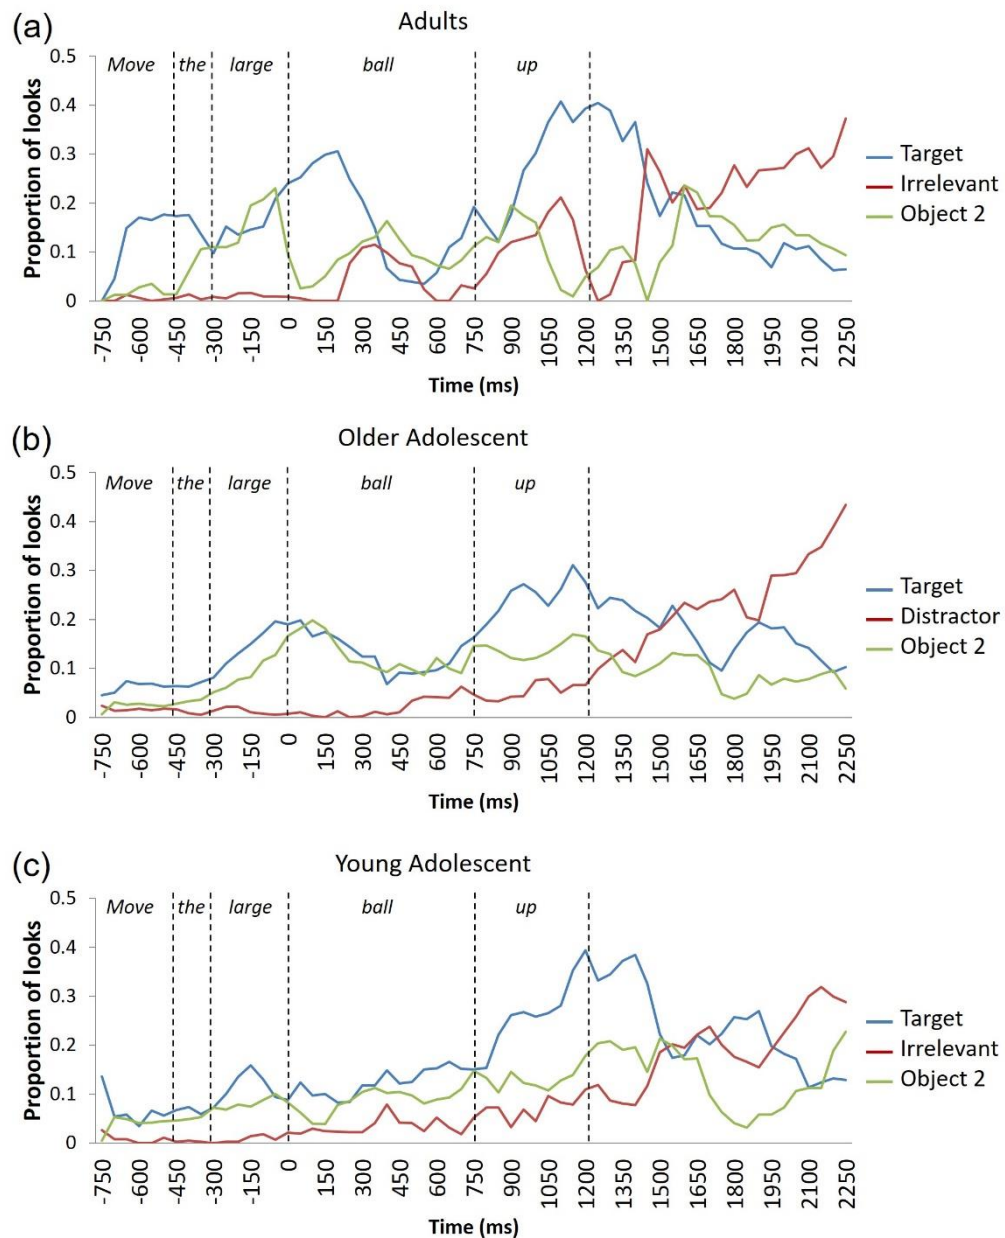 (a)
Adults
Proportion of looks
0.5
0.4
0.3
0.2
0.1
0
Move the large ball up
-750 -600 -450 -300 -150 0 150 300 450 600 750 900 1050 1200 1350 1500 1650 1800 1950 2100 2250
Time (ms)
Target
Irrelevant
Object 2
(b)
Older Adolescent
Proportion of looks
0.5
0.4
0.3
0.2
0.1
0
Move the large ball up
-750 -600 -450 -300 -150 0 150 300 450 600 750 900 1050 1200 1350 1500 1650 1800 1950 2100 2250
Time (ms)
Target
Distractor
Object 2
(c)
Young Adolescent
Proportion of looks
0.5
0.4
0.3
0.2
0.1
0
Move the large ball up
-750 -600 -450 -300 -150 0 150 300 450 600 750 900 1050 1200 1350 1500 1650 1800 1950 2100 2250
Time (ms)
Target
Irrelevant
Object 2